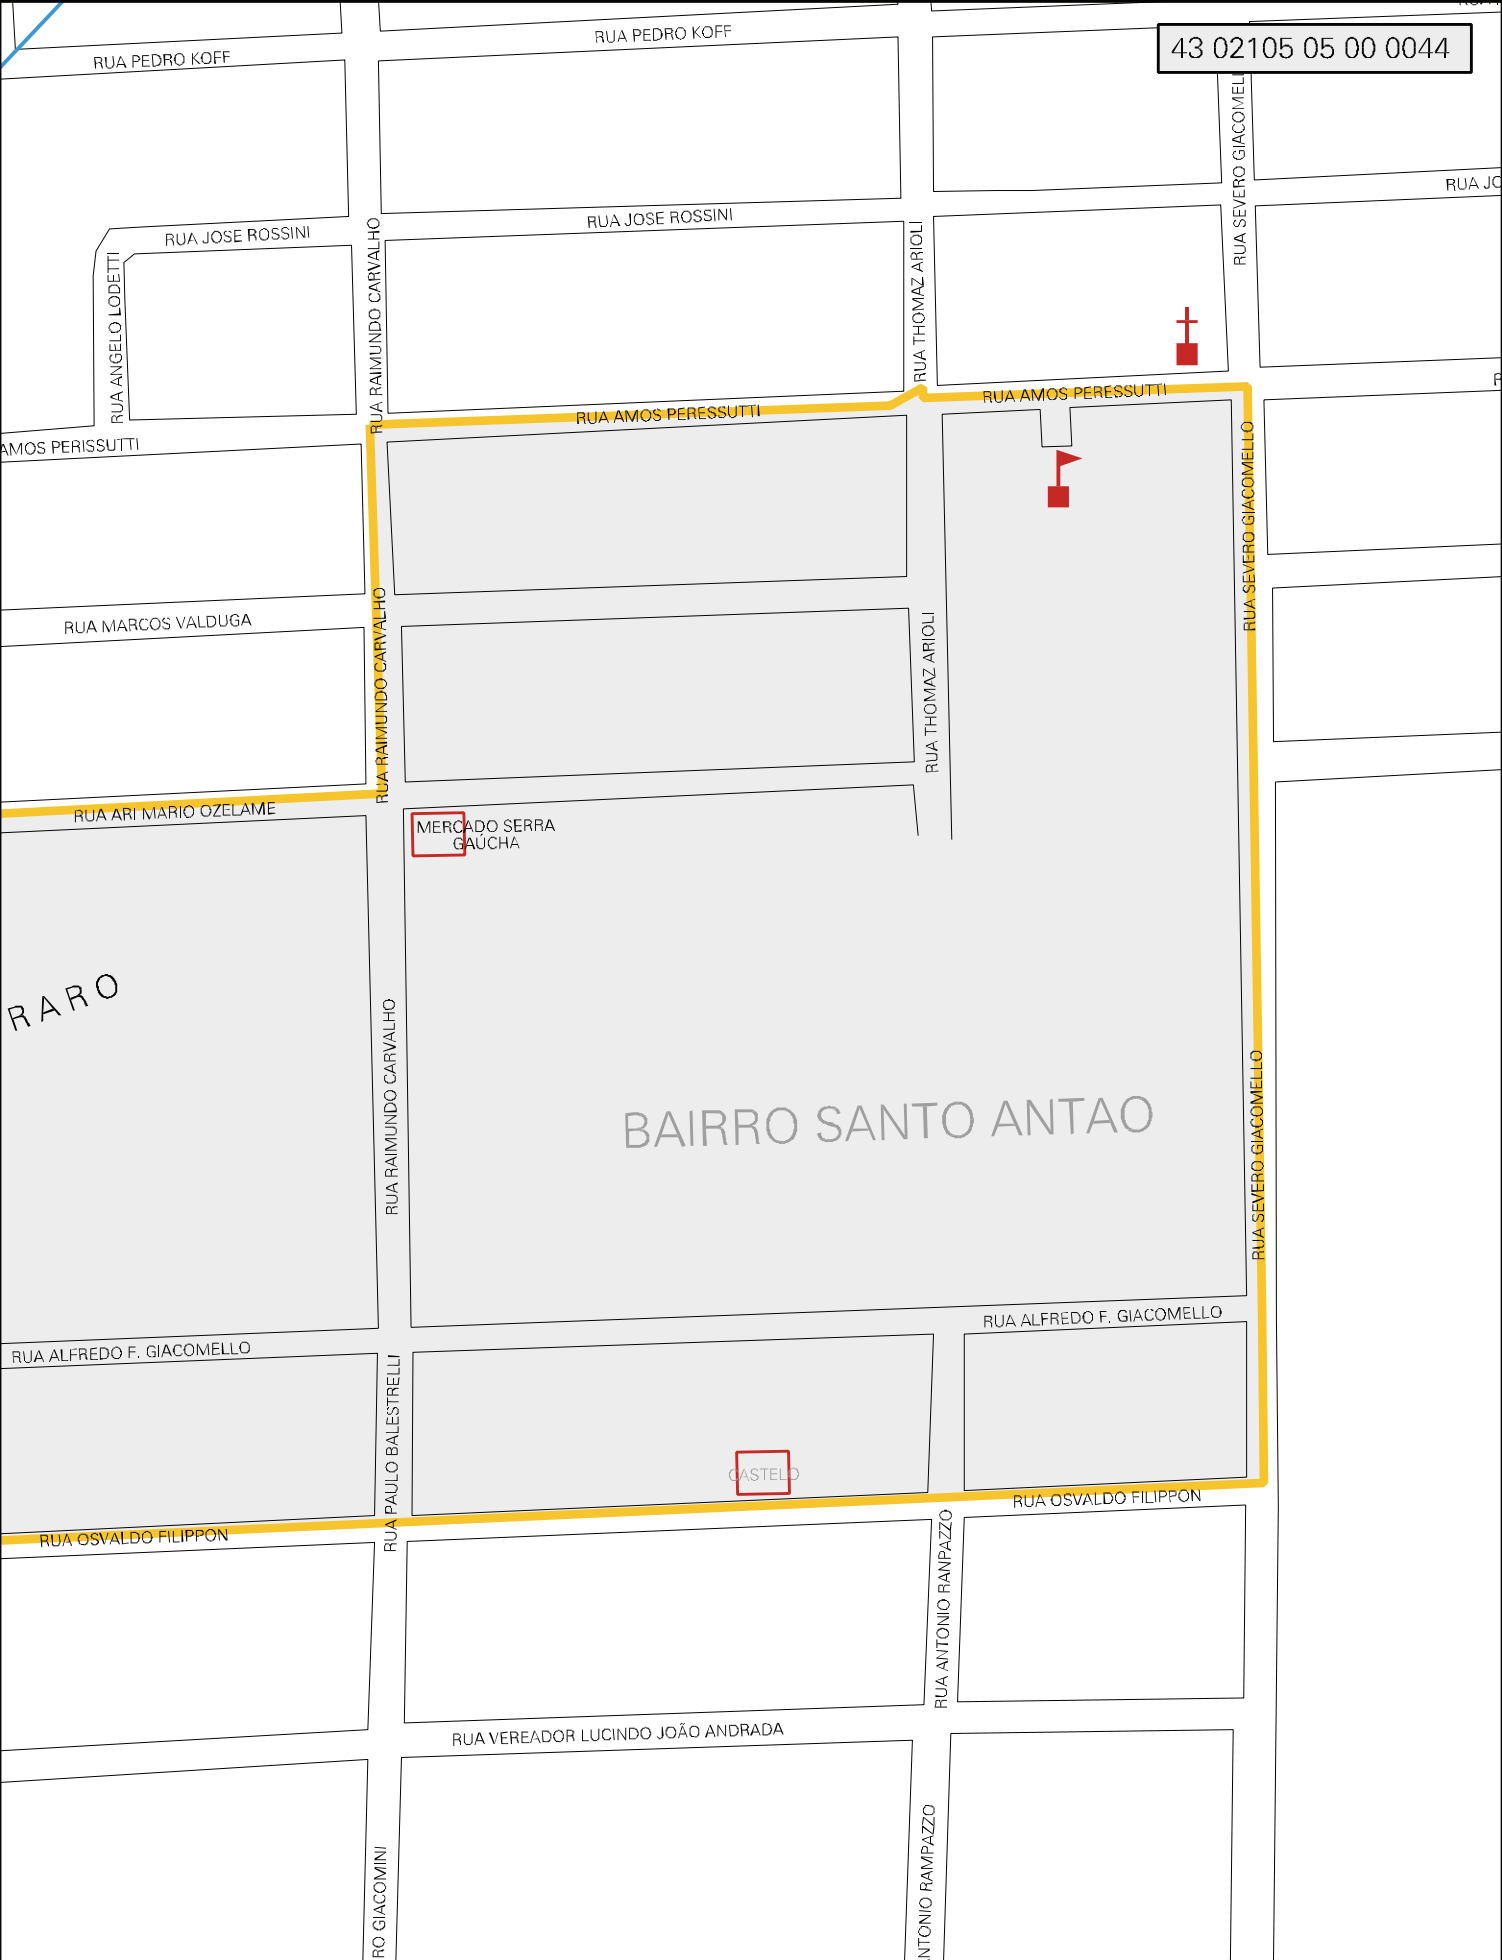 RUA PEDRO KOFF
RUA PEDRO KOFF
43 02105 05 00 0044
RUA SEVERO GIACOMELL
RUA JO
RUA JOSE ROSSINI
RUA JOSE ROSSINI
RUA ANGELO LODETTI
RUA RAIMUNDO CARVALHO
RUA THOMAZ ARIOLI
RUA AMOS PERESSUTTI
RUA AMOS PERESSUTTI
AMOS PERISSUTTI
RUA SEVERO GIACOMELLO
RUA MARCOS VALDUGA
RUA RAIMUNDO CARVALHO
RUA THOMAZ ARIOLI
RUA ARI MARIO OZELAME
MERCADO SERRA
GAÚCHA
RARO
RUA RAIMUNDO CARVALHO
BAIRRO SANTO ANTAO
RUA SEVERO GIACOMELLO
RUA ALFREDO F. GIACOMELLO
RUA ALFREDO F. GIACOMELLO
RUA PAULO BALESTRELLI
CASTELO
RUA OSVALDO FILIPPON
RUA OSVALDO FILIPPON
RUA ANTONIO RANPAZZO
RUA VEREADOR LUCINDO JOÃO ANDRADA
RO GIACOMINI
NTONIO RAMPAZZO